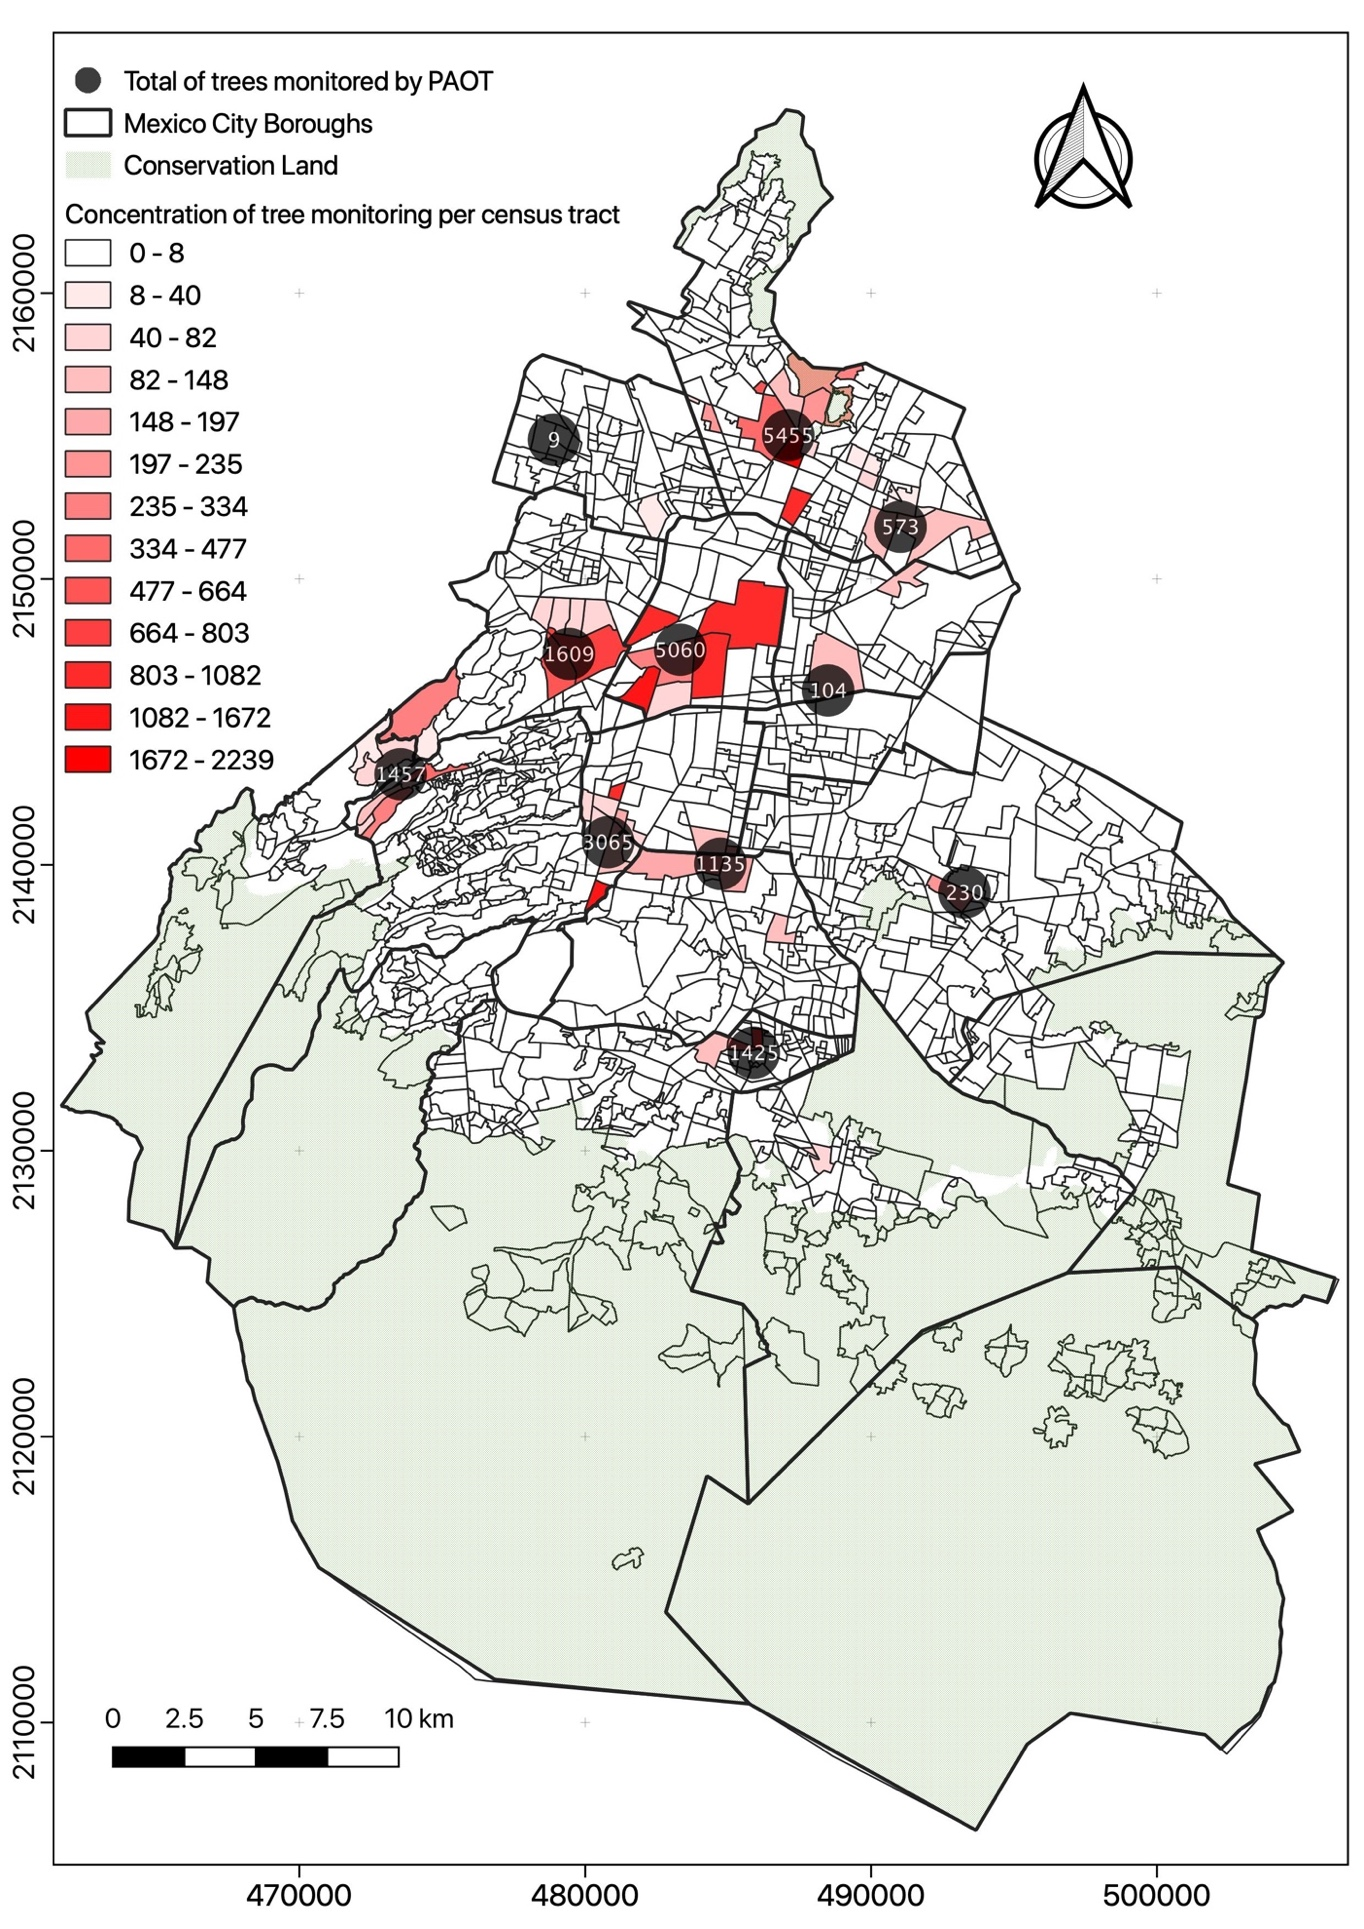 Total of trees monitored by PAOT
Mexico City Boroughs
Conservation Land
Concentration of tree monitoring per census tract
0 - 8
8 - 40
40 - 82
82 - 148
148 - 197
197 - 235
235 - 334
334 - 477
477 - 664
664 - 803
803 - 1082
1082 - 1672
1672 - 2239
2160000
2150000
2140000
2130000
2120000
2110000
5455
9
573
1609
5060
104
1457
3065
1135
230
1425
0 2.5 5 7.5 10 km
470000 480000 490000 500000